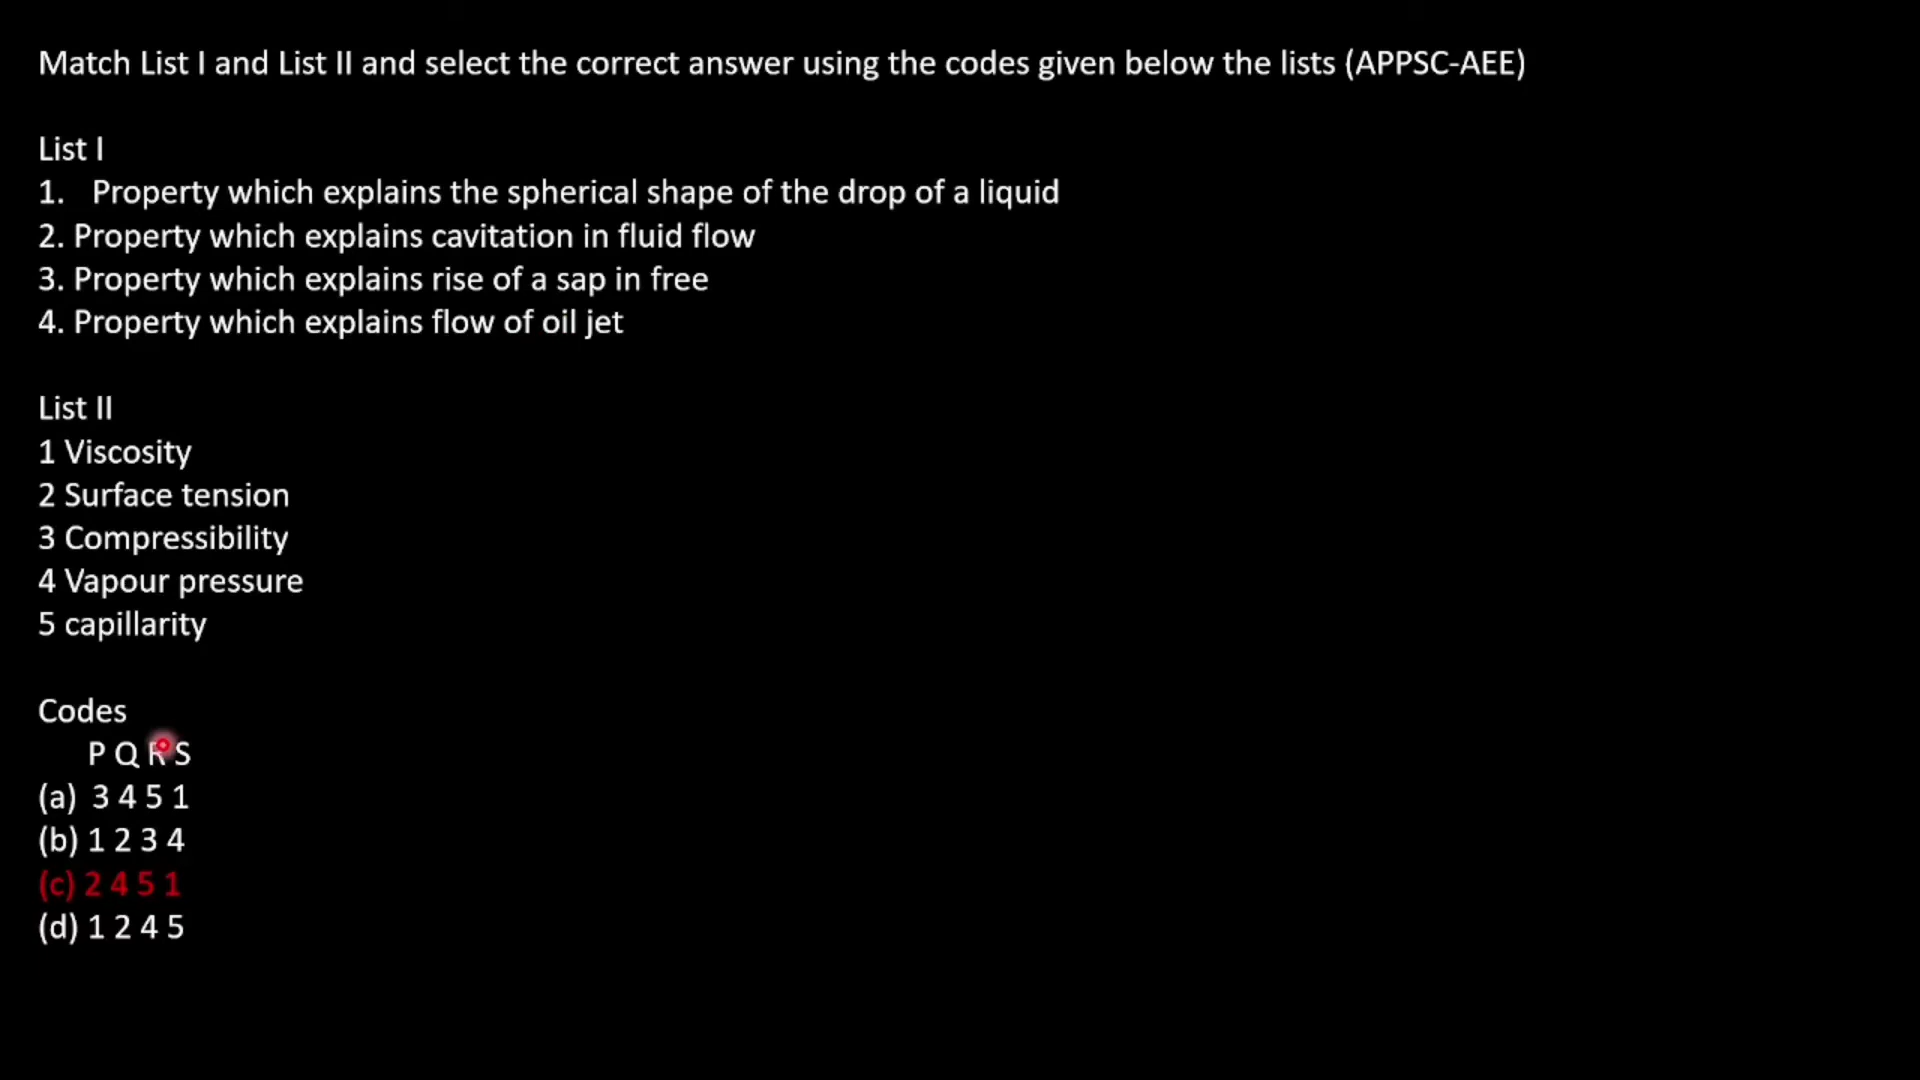 Match List I and List II and select the correct answer using the codes given below the lists (APPSC-AEE)
List I
1. Property which explains the spherical shape of the drop of a liquid
2. Property which explains cavitation in fluid flow
3. Property which explains rise of a sap in free
4. Property which explains flow of oil jet
List II
1 Viscosity
2 Surface tension
3 Compressibility
4 Vapour pressure
5 capillarity
Codes
P Q R S
(a) 3 4 5 1
(b) 1 2 3 4
(c) 2 4 5 1
(d) 1 2 4 5